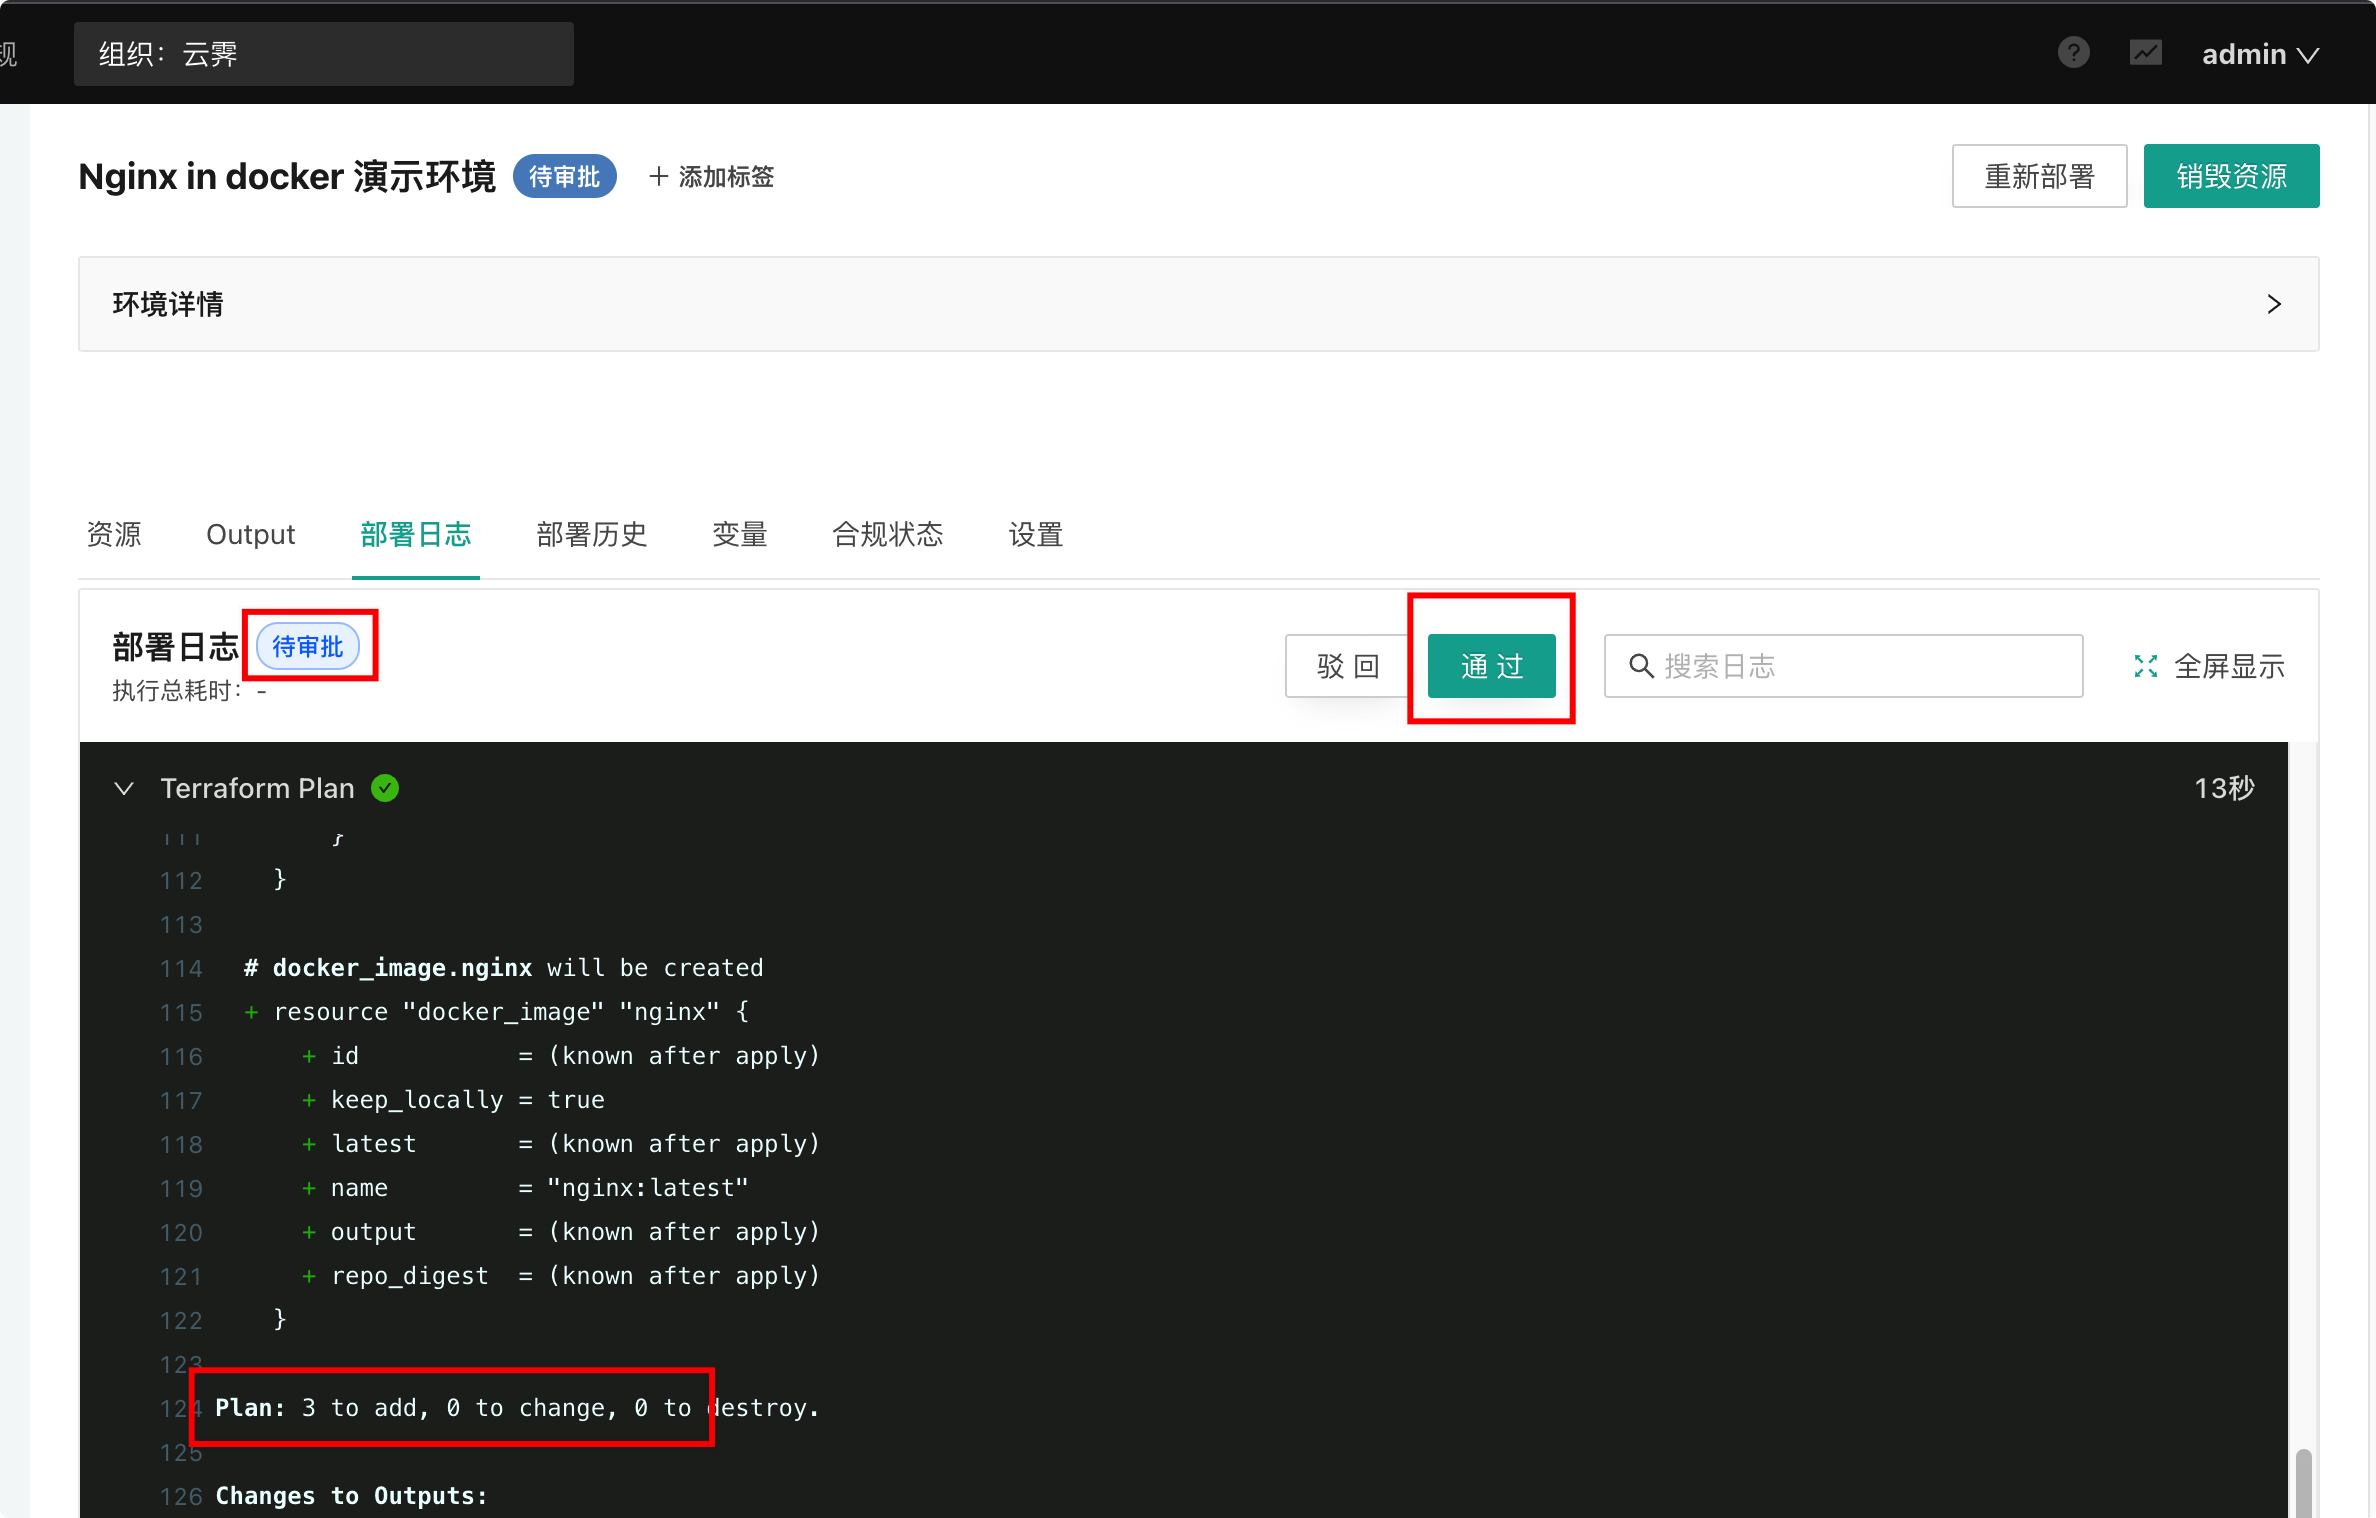 规
组织：云霁
admin
Nginx in docker 演示环境
待审批
+ 添加标签
重新部署
销毁资源
环境详情
资源
Output
部署日志
部署历史
变量
合规状态
设置
部署日志
待审批
执行总耗时：-
驳 回
通 过
搜索日志
全屏显示
Terraform Plan
13秒
111 }
112 }
113
114 # docker_image.nginx will be created
115 + resource "docker_image" "nginx" {
116 + id = (known after apply)
117 + keep_locally = true
118 + latest = (known after apply)
119 + name = "nginx:latest"
120 + output = (known after apply)
121 + repo_digest = (known after apply)
122 }
123
124 Plan: 3 to add, 0 to change, 0 to destroy.
125
126 Changes to Outputs: